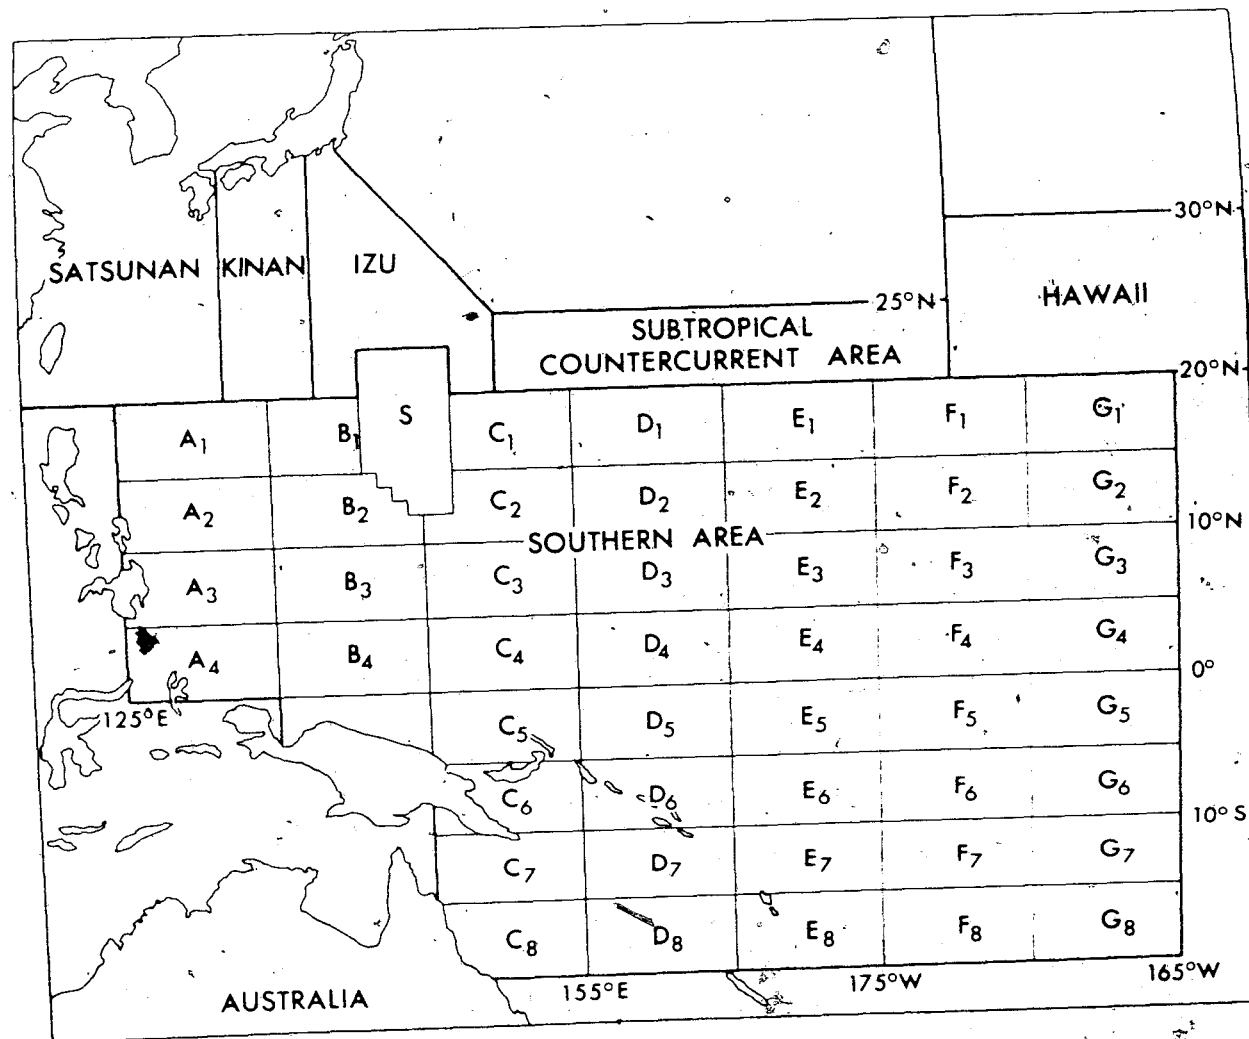 30°N
SATSUNAN KINAN IZU
HAWAII
25°N
SUBTROPICAL
COUNTERCURRENT AREA
20°N
A1 B1 S C1 D1 E1 F1 G1
A2 B2 C2 D2 E2 F2 G2
10°N
SOUTHERN AREA
A3 B3 C3 D3 E3 F3 G3
A4 B4 C4 D4 E4 F4 G4
0°
125°E
C5 D5 E5 F5 G5
C6 D6 E6 F6 G6
10°S
C7 D7 E7 F7 G7
C8 D8 E8 F8 G8
AUSTRALIA
155°E
175°W
165°W